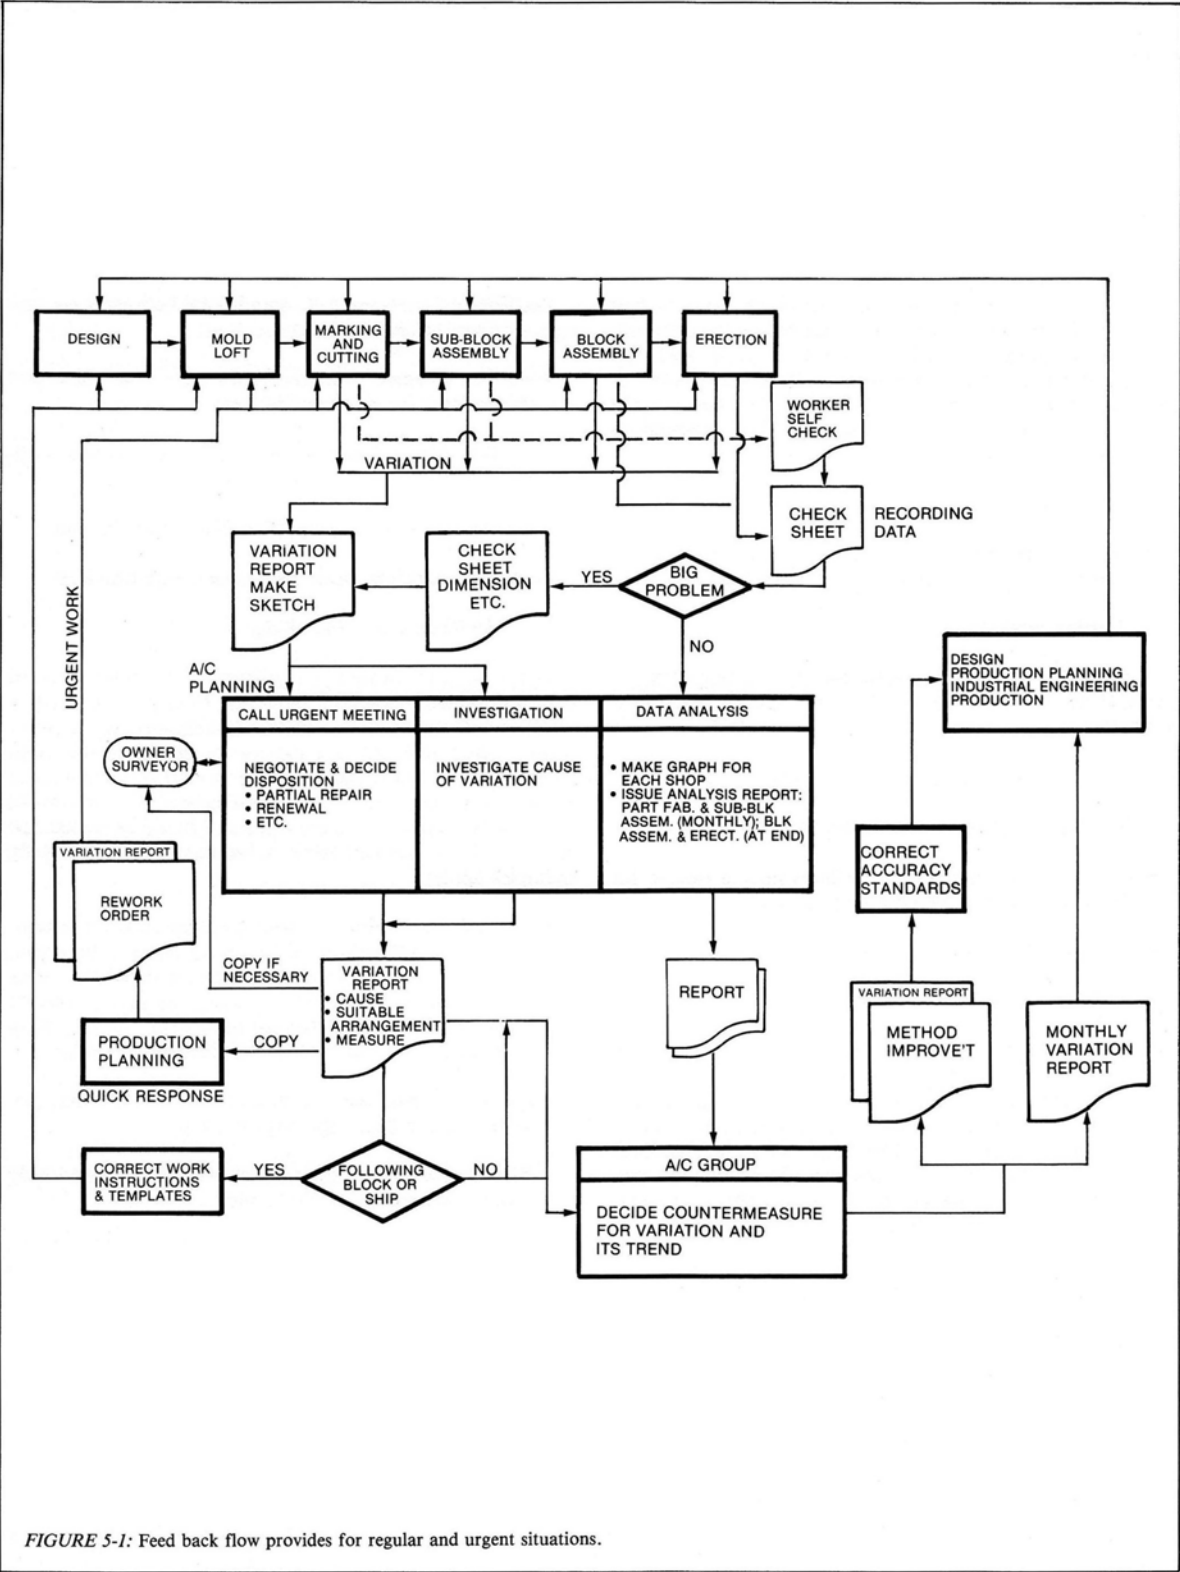 DESIGN
MOLD
LOFT
MARKING
AND
CUTTING
SUB-BLOCK
ASSEMBLY
BLOCK
ASSEMBLY
ERECTION
WORKER
SELF
CHECK
VARIATION
CHECK
SHEET
RECORDING
DATA
VARIATION
REPORT
MAKE
SKETCH
CHECK
SHEET
DIMENSION
ETC.
YES
BIG
PROBLEM
NO
URGENT WORK
A/C
PLANNING
DESIGN
PRODUCTION PLANNING
INDUSTRIAL ENGINEERING
PRODUCTION
CALL URGENT MEETING
INVESTIGATION
DATA ANALYSIS
OWNER
SURVEYOR
NEGOTIATE & DECIDE
DISPOSITION
• PARTIAL REPAIR
• RENEWAL
• ETC.
INVESTIGATE CAUSE
OF VARIATION
• MAKE GRAPH FOR
EACH SHOP
• ISSUE ANALYSIS REPORT:
PART FAB. & SUB-BLK
ASSEM. (MONTHLY); BLK
ASSEM. & ERECT. (AT END)
VARIATION REPORT
REWORK
ORDER
CORRECT
ACCURACY
STANDARDS
COPY IF
NECESSARY
VARIATION
REPORT
• CAUSE
• SUITABLE
ARRANGEMENT
• MEASURE
REPORT
VARIATION REPORT
METHOD
IMPROVE'T
MONTHLY
VARIATION
REPORT
PRODUCTION
PLANNING
COPY
QUICK RESPONSE
CORRECT WORK
INSTRUCTIONS
& TEMPLATES
YES
FOLLOWING
BLOCK OR
SHIP
NO
A/C GROUP
DECIDE COUNTERMEASURE
FOR VARIATION AND
ITS TREND
FIGURE 5-1: Feed back flow provides for regular and urgent situations.